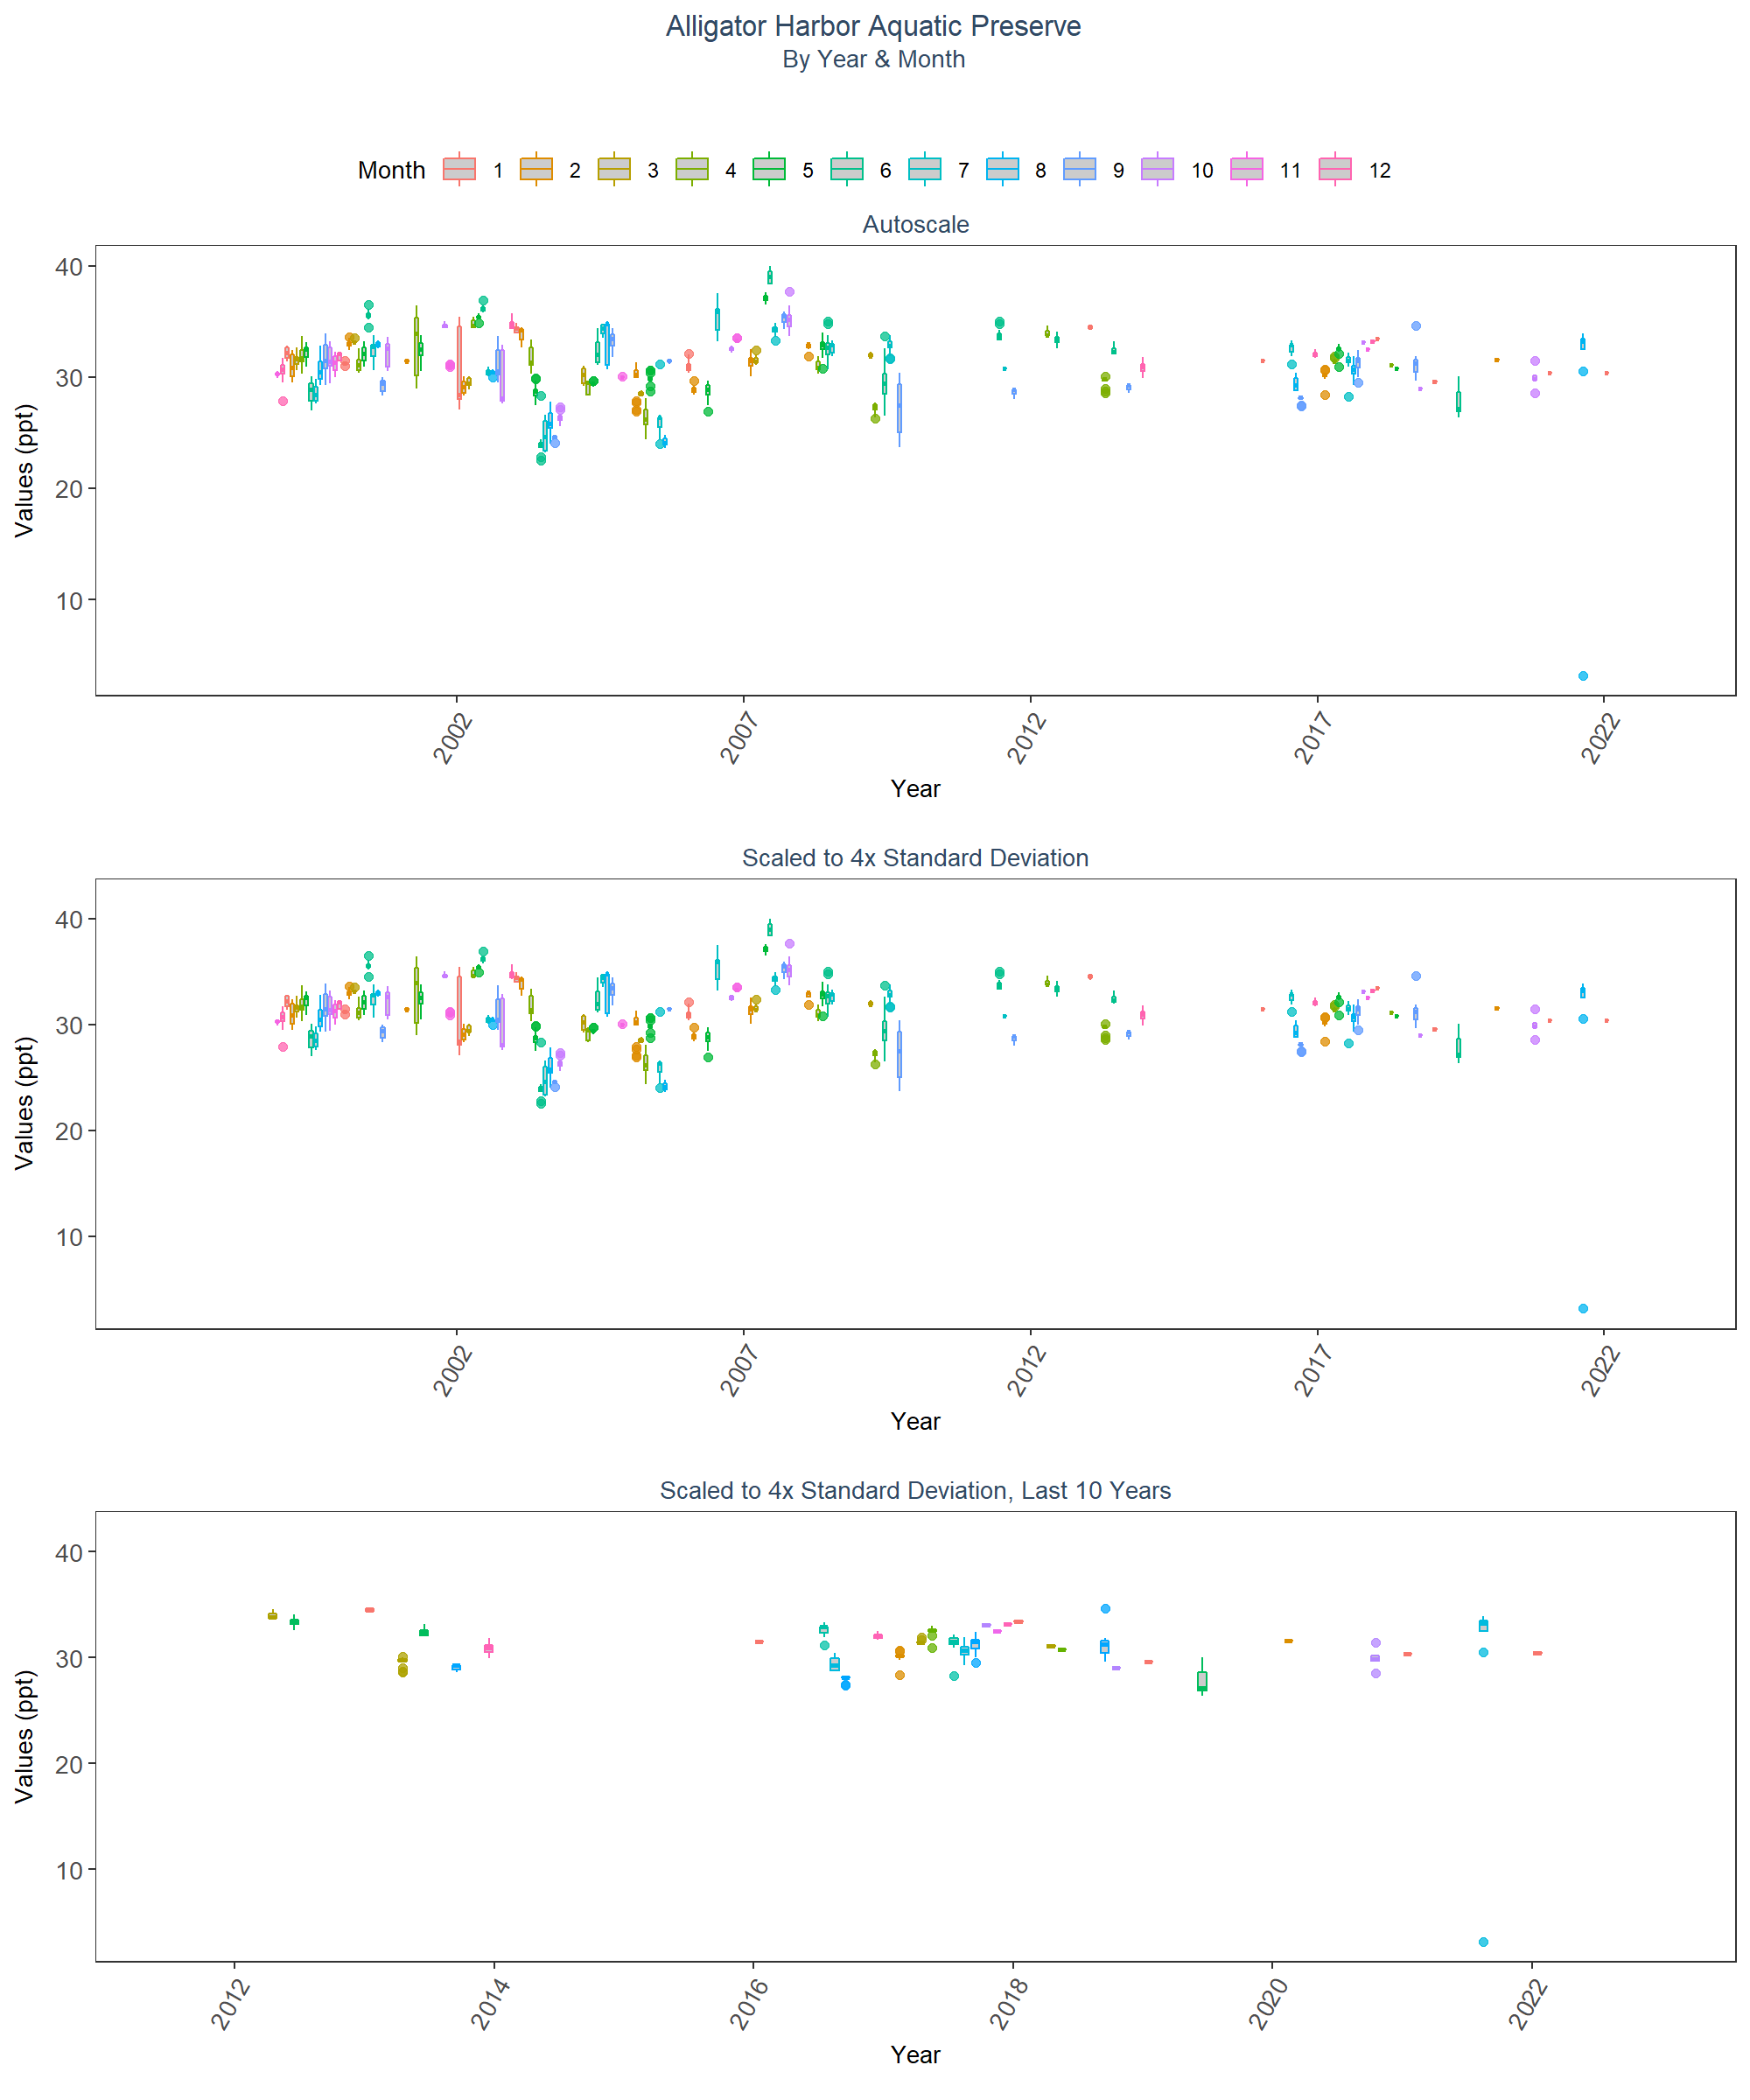 Alligator Harbor Aquatic Preserve
By Year & Month
Month 1 2 3 4 5 6 7 8 9 10 11 12
Autoscale
40
30
20
10
Values (ppt)
2002 2007 2012 2017 2022
Year
Scaled to 4x Standard Deviation
40
30
20
10
Values (ppt)
2002 2007 2012 2017 2022
Year
Scaled to 4x Standard Deviation, Last 10 Years
40
30
20
10
Values (ppt)
2012 2014 2016 2018 2020 2022
Year